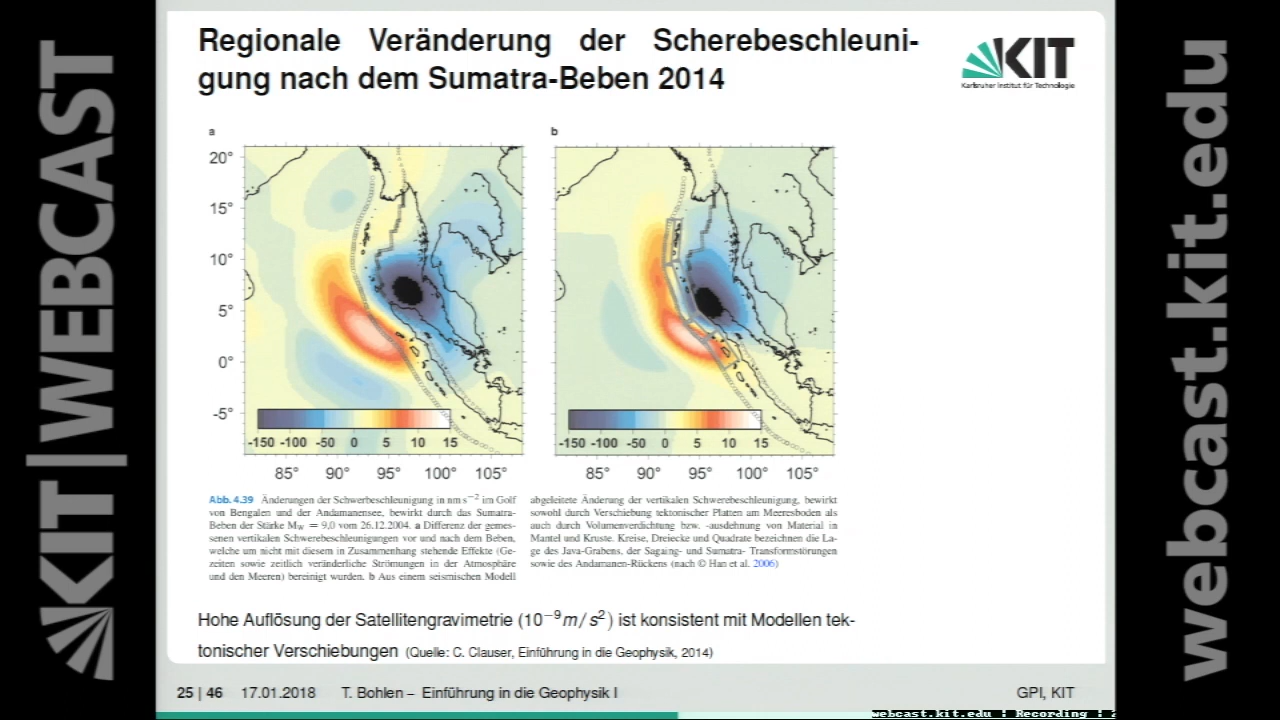 KIT | WEBCAST
Regionale Veränderung der Scherebeschleuni-
gung nach dem Sumatra-Beben 2014
KIT
Karlsruher Institut für Technologie
a
b
20°
15°
10°
5°
0°
-5°
-150 -100 -50 0 5 10 15
-150 -100 -50 0 5 10 15
85° 90° 95° 100° 105°
85° 90° 95° 100° 105°
Abb. 4.39 Änderungen der Schwerbeschleunigung in nm s−2 im Golf
von Bengalen und der Andamanensee, bewirkt durch das Sumatra-
Beben der Stärke MW = 9,0 vom 26.12.2004. a Differenz der gemes-
senen vertikalen Schwerebeschleunigungen vor und nach dem Beben,
welche um nicht mit diesem in Zusammenhang stehende Effekte (Ge-
zeiten sowie zeitlich veränderliche Strömungen in der Atmosphäre
und den Meeren) bereinigt wurden. b Aus einem seismischen Modell
abgeleitete Änderung der vertikalen Schwerebeschleunigung, bewirkt
sowohl durch Verschiebung tektonischer Platten am Meeresboden als
auch durch Volumenverdichtung bzw. -ausdehnung von Material in
Mantel und Kruste. Kreise, Dreiecke und Quadrate bezeichnen die La-
ge des Java-Grabens, der Sagaing- und Sumatra- Transformstörungen
sowie des Andamanen-Rückens (nach © Han et al. 2006)
Hohe Auflösung der Satellitengravimetrie (10−9m/s2) ist konsistent mit Modellen tek-
tonischer Verschiebungen (Quelle: C. Clauser, Einführung in die Geophysik, 2014)
25 | 46 17.01.2018 T. Bohlen – Einführung in die Geophysik I
GPI, KIT
webcast.kit.edu : Recording :
webcast.kit.edu